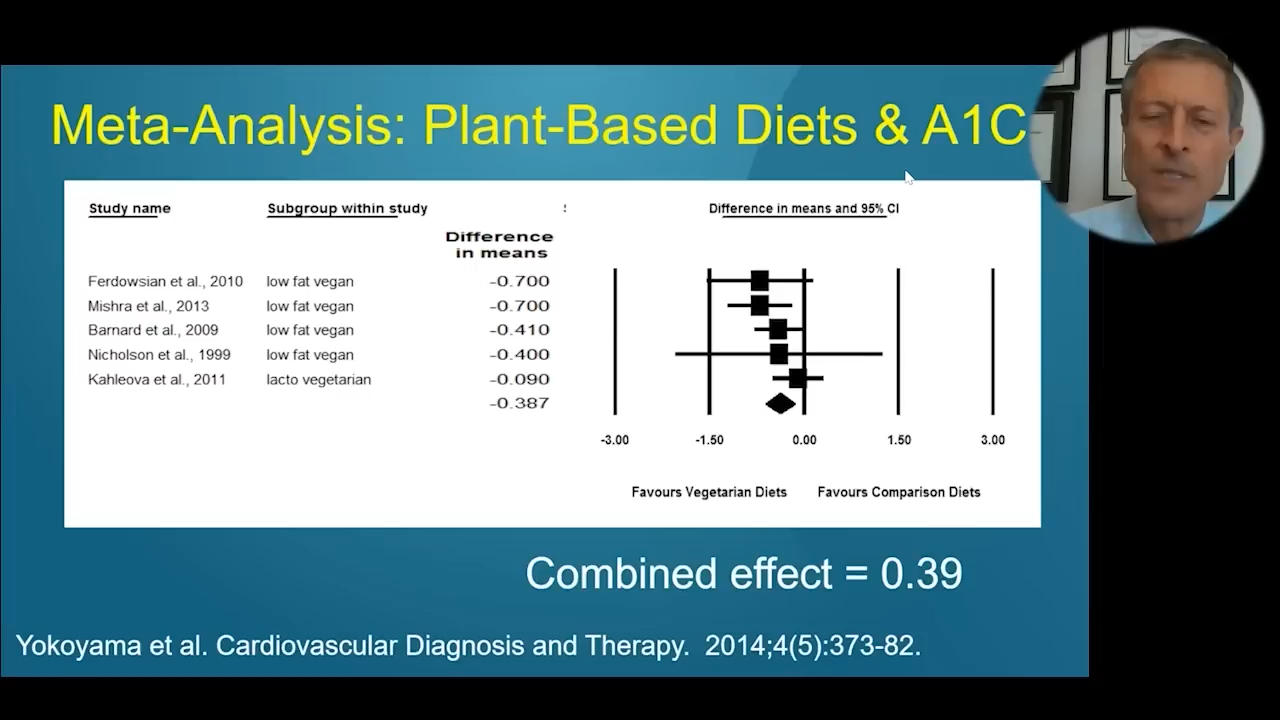 Meta-Analysis: Plant-Based Diets & A1C
Study name Subgroup within study : Difference in means and 95% CI
Difference
in means
Ferdowsian et al., 2010 low fat vegan -0.700
Mishra et al., 2013 low fat vegan -0.700
Barnard et al., 2009 low fat vegan -0.410
Nicholson et al., 1999 low fat vegan -0.400
Kahleova et al., 2011 lacto vegetarian -0.090
-0.387
-3.00 -1.50 0.00 1.50 3.00
Favours Vegetarian Diets Favours Comparison Diets
Combined effect = 0.39
Yokoyama et al. Cardiovascular Diagnosis and Therapy. 2014;4(5):373-82.